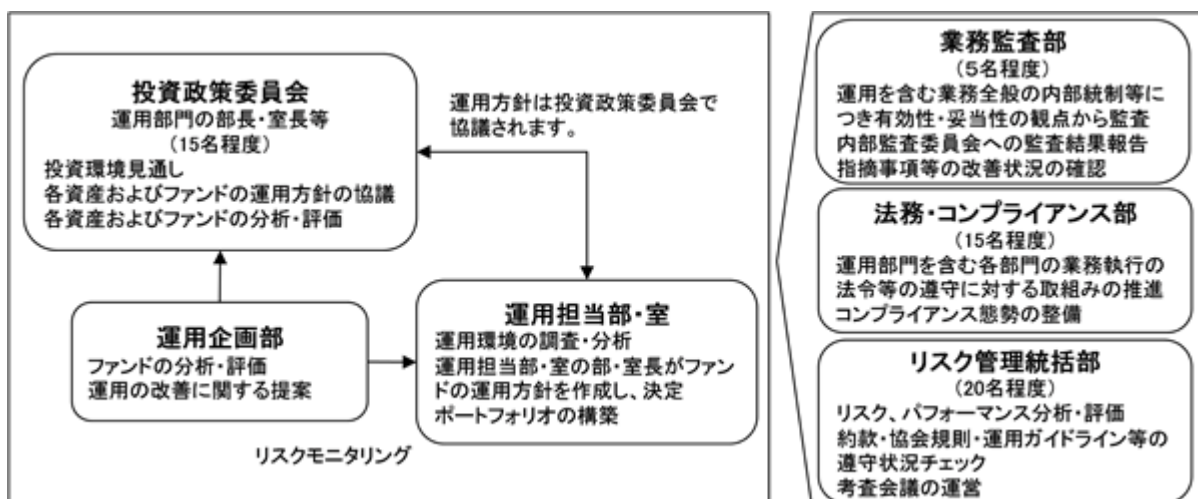 投資政策委員会
運用部門の部長・室長等
(15名程度)
投資環境見通し
各資産およびファンドの運用方針の協議
各資産およびファンドの分析・評価
運用方針は投資政策委員会で
協議されます。
運用企画部
ファンドの分析・評価
運用の改善に関する提案
運用担当部・室
運用環境の調査・分析
運用担当部・室の部・室長がファン
ドの運用方針を作成し、決定
ポートフォリオの構築
リスクモニタリング
業務監査部
(5名程度)
運用を含む業務全般の内部統制等に
つき有効性・妥当性の観点から監査
内部監査委員会への監査結果報告
指摘事項等の改善状況の確認
法務・コンプライアンス部
(15名程度)
運用部門を含む各部門の業務執行の
法令等の遵守に対する取組みの推進
コンプライアンス態勢の整備
リスク管理統括部
(20名程度)
リスク、パフォーマンス分析・評価
約款・協会規則・運用ガイドライン等の
遵守状況チェック
考査会議の運営